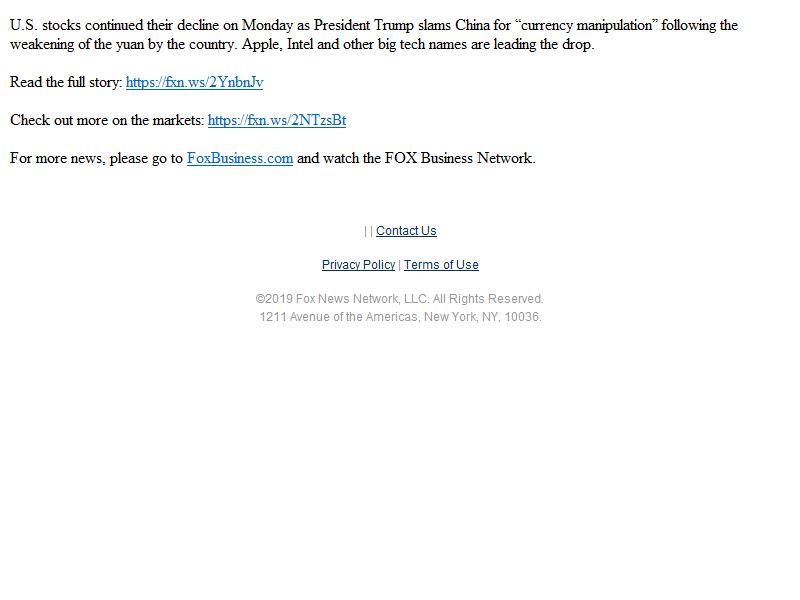 U.S. stocks continued their decline on Monday as President Trump slams China for “currency manipulation” following the
weakening of the yuan by the country. Apple, Intel and other big tech names are leading the drop.
Read the full story: https://fxn.ws/2YnbnJv
Check out more on the markets: https://fxn.ws/2NTzsBt
For more news, please go to FoxBusiness.com and watch the FOX Business Network.
| | Contact Us
Privacy Policy | Terms of Use
©2019 Fox News Network, LLC. All Rights Reserved.
1211 Avenue of the Americas, New York, NY, 10036.